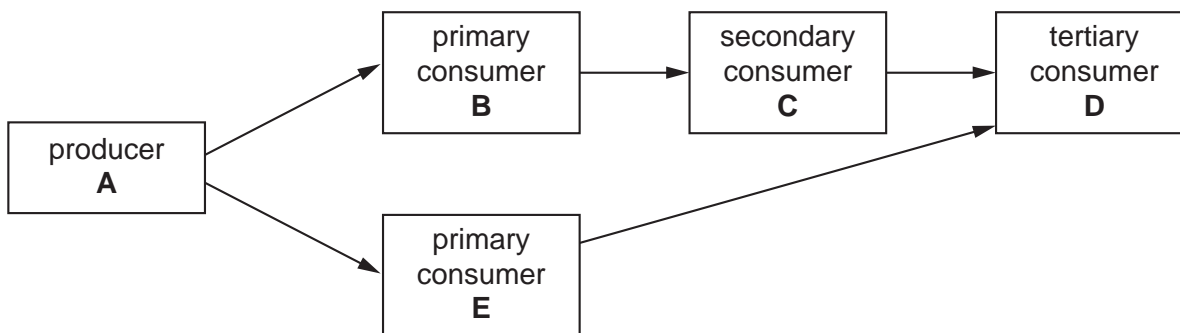 producer
A
primary
consumer
B
secondary
consumer
C
tertiary
consumer
D
primary
consumer
E